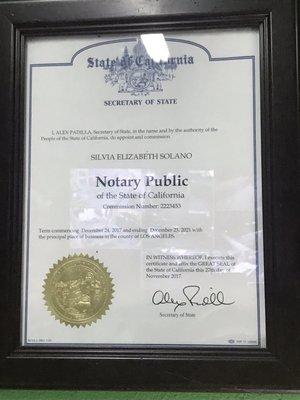 State of California
SECRETARY OF STATE
I, ALEX PADILLA, Secretary of State, in the name and by the authority of the
People of the State of California, do appoint and commission
SILVIA ELIZABETH SOLANO
Notary Public
of the State of California
Commission Number: 2223453
Term commencing December 24, 2017 and ending December 23, 2021 with
the principal place of business in the county of LOS ANGELES.
IN WITNESS WHEREOF, I execute this
certificate and affix the GREAT SEAL of
the State of California this 27th day of
November 2017.
Alex Padilla
Secretary of State